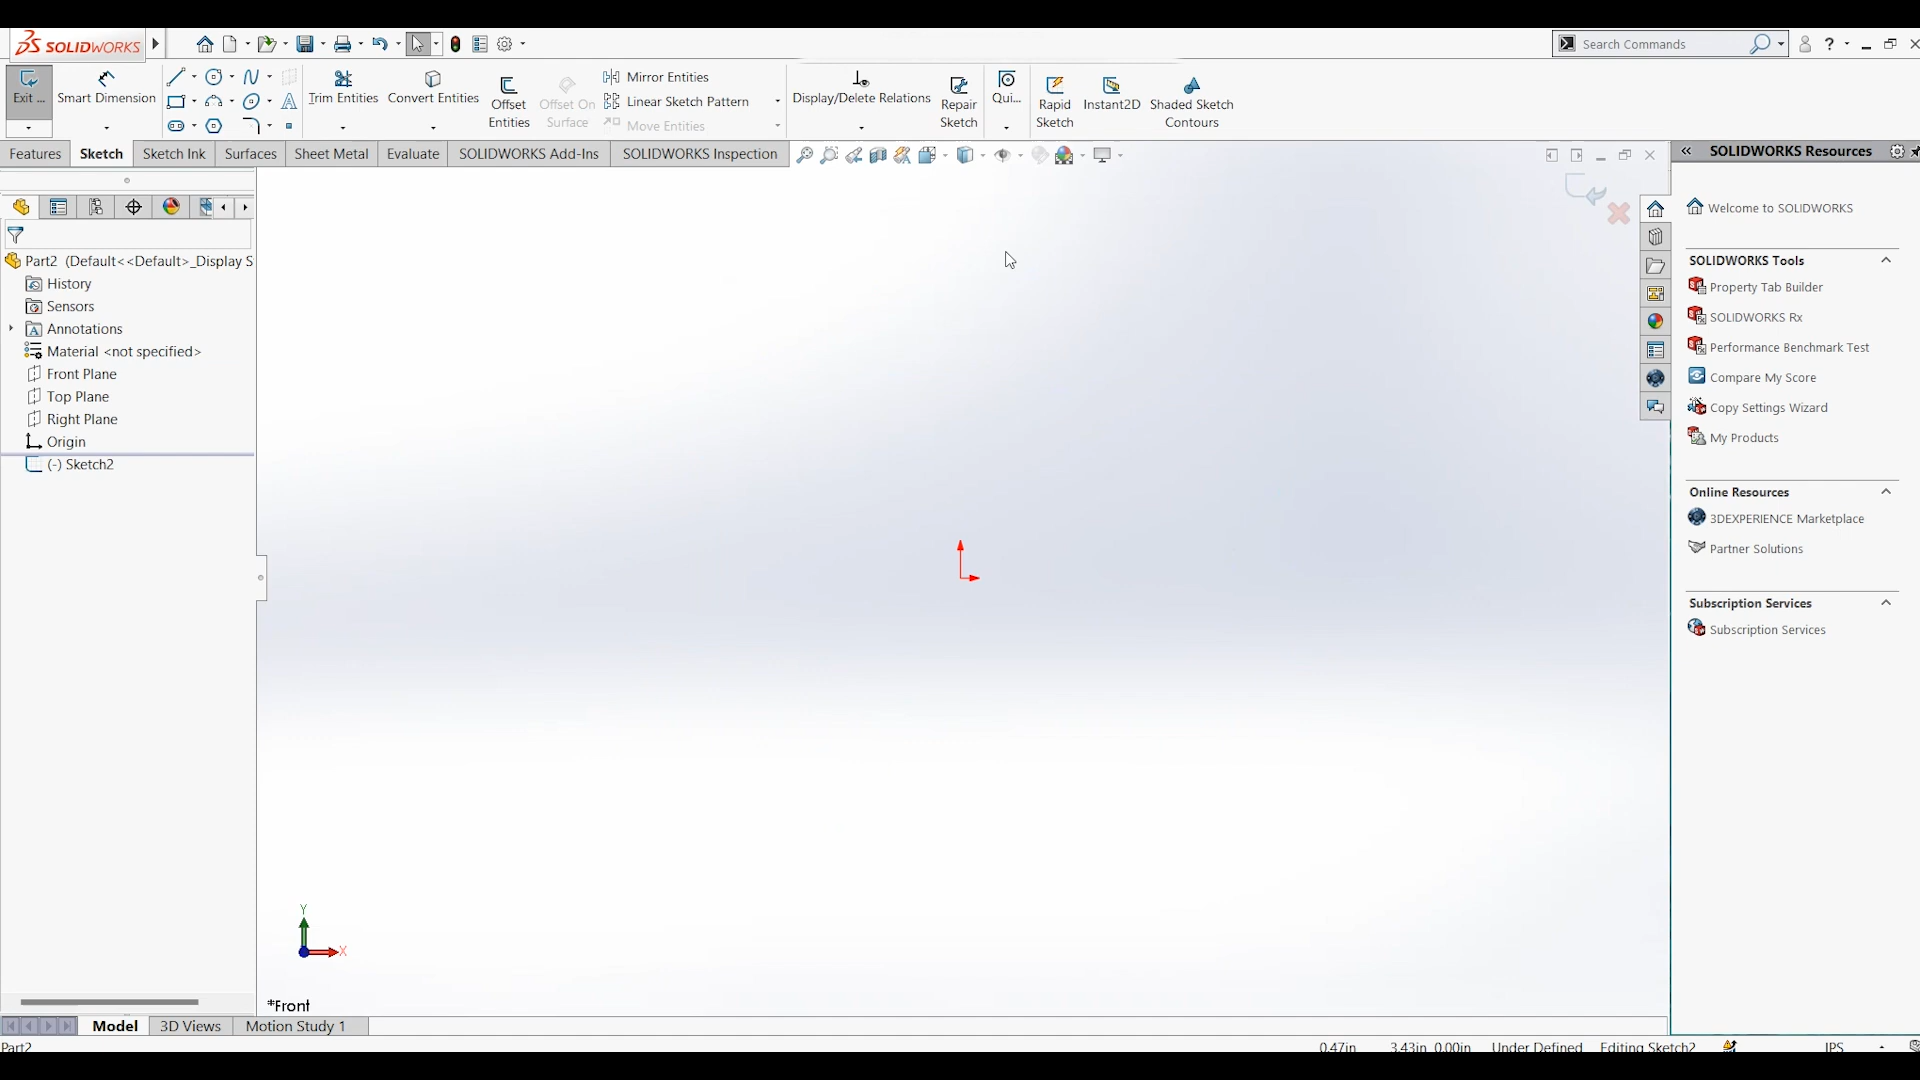 SOLIDWORKS
Search Commands
?
Exit ...
Smart Dimension
Trim Entities
Convert Entities
Offset
Entities
Offset On
Surface
Mirror Entities
Linear Sketch Pattern
Move Entities
Display/Delete Relations
Repair
Sketch
Qui...
Rapid
Sketch
Instant2D
Shaded Sketch
Contours
Features
Sketch
Sketch Ink
Surfaces
Sheet Metal
Evaluate
SOLIDWORKS Add-Ins
SOLIDWORKS Inspection
Part2 (Default<<Default>_Display S
History
Sensors
Annotations
Material <not specified>
Front Plane
Top Plane
Right Plane
Origin
(-) Sketch2
Y
X
*Front
SOLIDWORKS Resources
Welcome to SOLIDWORKS
SOLIDWORKS Tools
Property Tab Builder
SOLIDWORKS Rx
Performance Benchmark Test
Compare My Score
Copy Settings Wizard
My Products
Online Resources
3DEXPERIENCE Marketplace
Partner Solutions
Subscription Services
Subscription Services
Model
3D Views
Motion Study 1
Part2
0.47in
3.43in 0.00in
Under Defined
Editing Sketch2
IPS